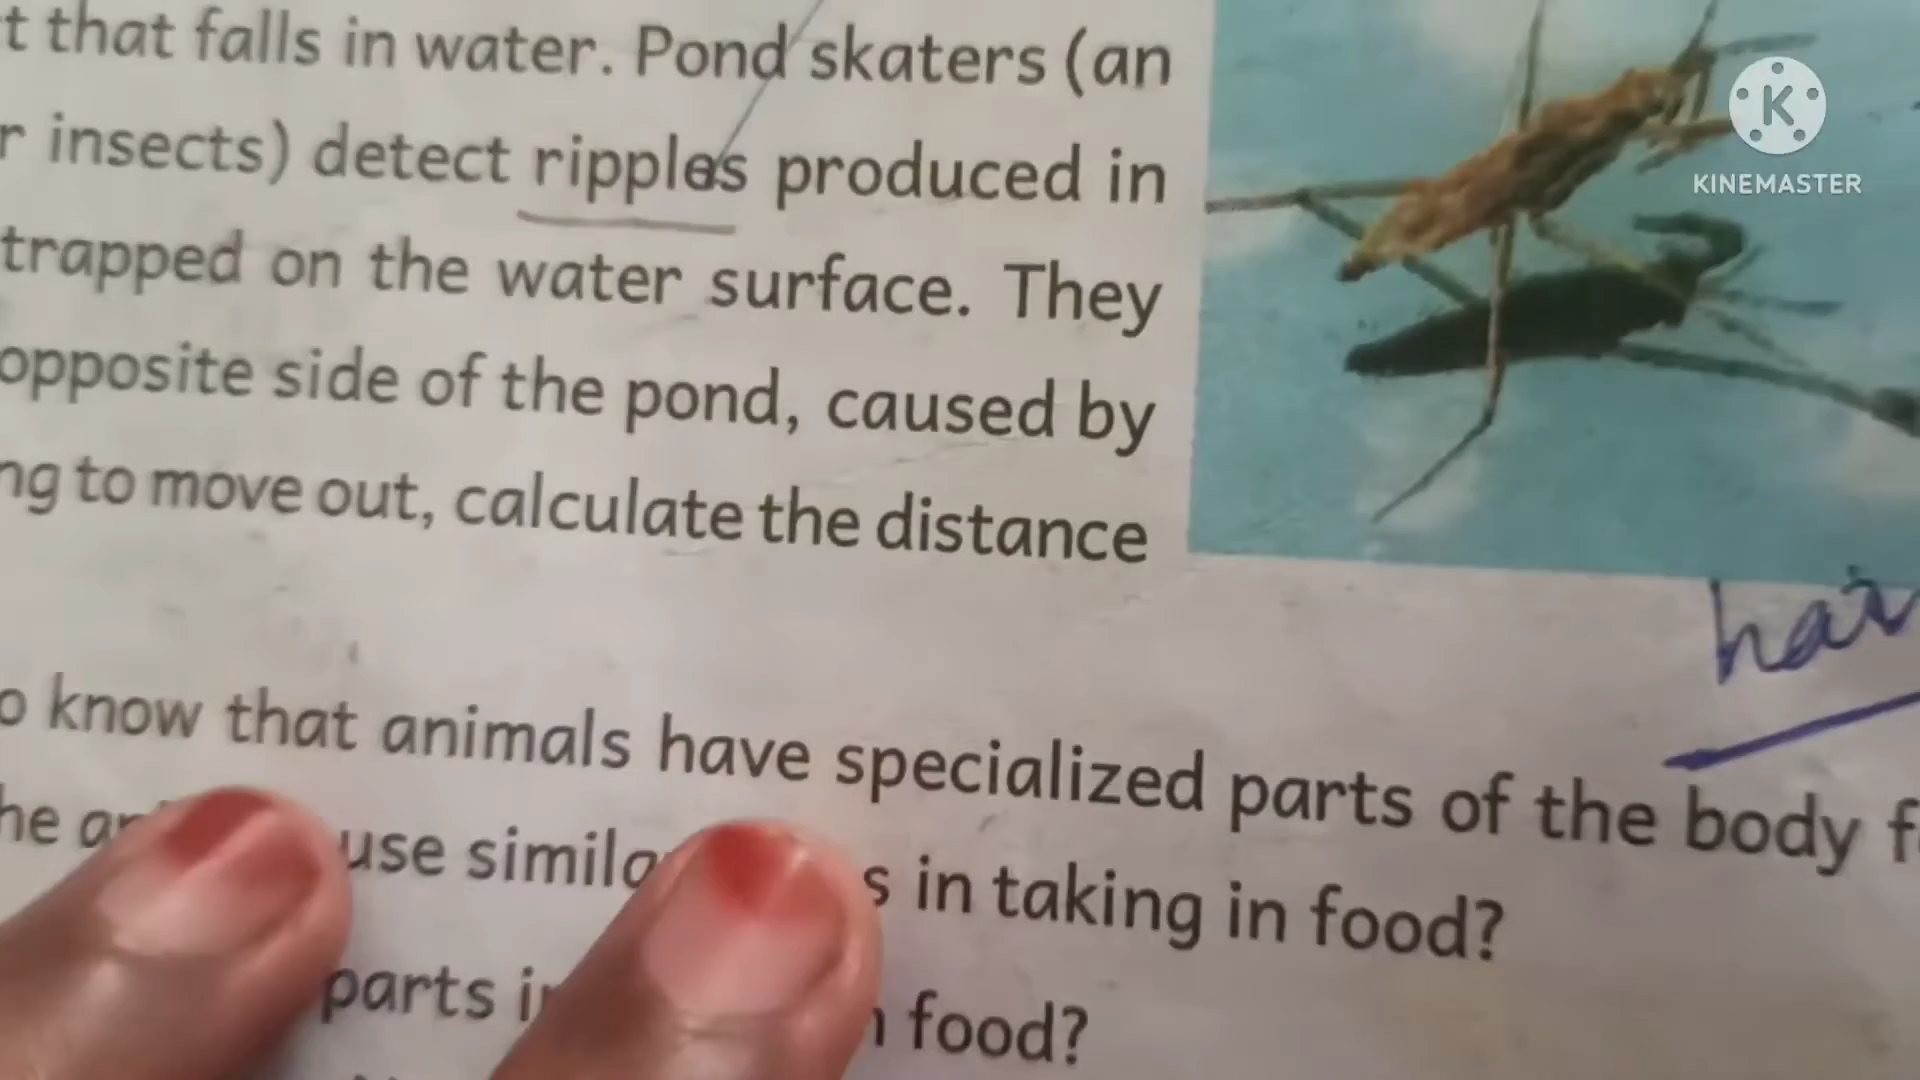 t that falls in water. Pond skaters (an
r insects) detect ripples produced in
trapped on the water surface. They
opposite side of the pond, caused by
ng to move out, calculate the distance
o know that animals have specialized parts of the body f
he use s in taking in food?
parts food?
KINEMASTER